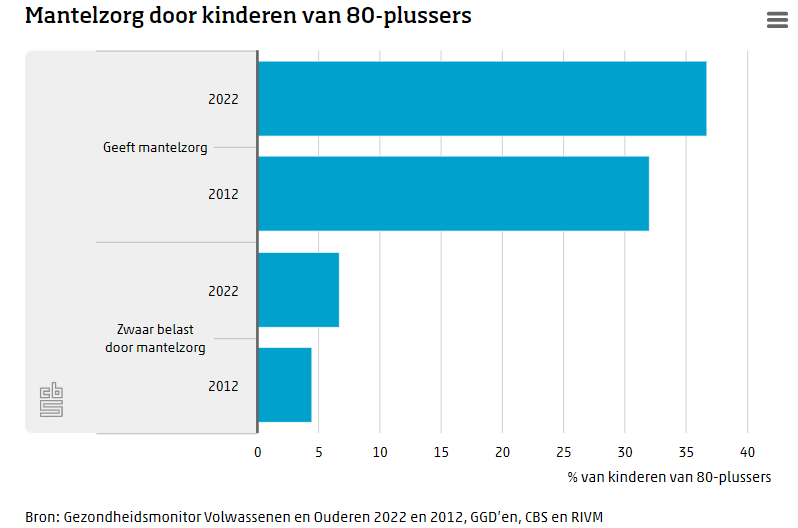 Mantelzorg door kinderen van 80-plussers
2022
Geeft mantelzorg
2012
2022
Zwaar belast
door mantelzorg
2012
0 5 10 15 20 25 30 35 40
% van kinderen van 80-plussers
Bron: Gezondheidsmonitor Volwassenen en Ouderen 2022 en 2012, GGD'en, CBS en RIVM
cbs